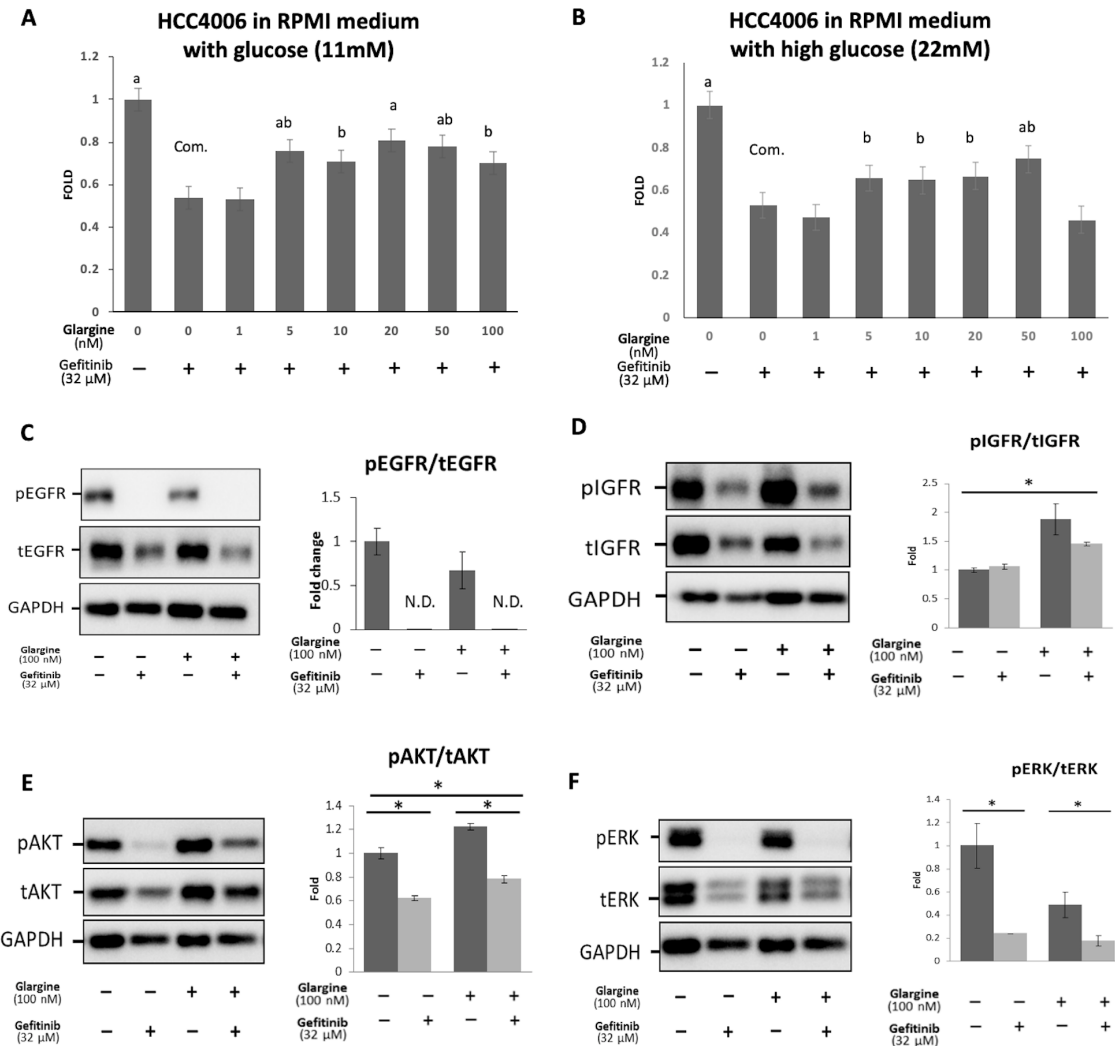 A
HCC4006 in RPMI medium
with glucose (11mM)
1.2
1
0.8
0.6
0.4
0.2
0
FOLD
a
Com.
ab
b
a
ab
b
Glargine
(nM)
0 0 1 5 10 20 50 100
Gefitinib
(32 µM)
− + + + + + + +
B
HCC4006 in RPMI medium
with high glucose (22mM)
1.2
1
0.8
0.6
0.4
0.2
0
FOLD
a
Com.
b
b
b
ab
Glargine
(nM)
0 0 1 5 10 20 50 100
Gefitinib
(32 µM)
− + + + + + + +
C
pEGFR
tEGFR
GAPDH
Glargine
(100 nM)
− − + +
Gefitinib
(32 µM)
− + − +
pEGFR/tEGFR
1.5
1
0.5
0
Fold change
N.D.
N.D.
Glargine
(100 nM)
− − + +
Gefitinib
(32 µM)
− + − +
D
pIGFR
tIGFR
GAPDH
Glargine
(100 nM)
− − + +
Gefitinib
(32 µM)
− + − +
pIGFR/tIGFR
2.5
2
1.5
1
0.5
0
Fold
*
Glargine
(100 nM)
− − + +
Gefitinib
(32 µM)
− + − +
E
pAKT
tAKT
GAPDH
Glargine
(100 nM)
− − + +
Gefitinib
(32 µM)
− + − +
pAKT/tAKT
1.4
1.2
1
0.8
0.6
0.4
0.2
0
Fold
*
* *
Glargine
(100 nM)
− − + +
Gefitinib
(32 µM)
− + − +
F
pERK
tERK
GAPDH
Glargine
(100 nM)
− − + +
Gefitinib
(32 µM)
− + − +
pERK/tERK
1.4
1.2
1
0.8
0.6
0.4
0.2
0
Fold
* *
Glargine
(100 nM)
− − + +
Gefitinib
(32 µM)
− + − +